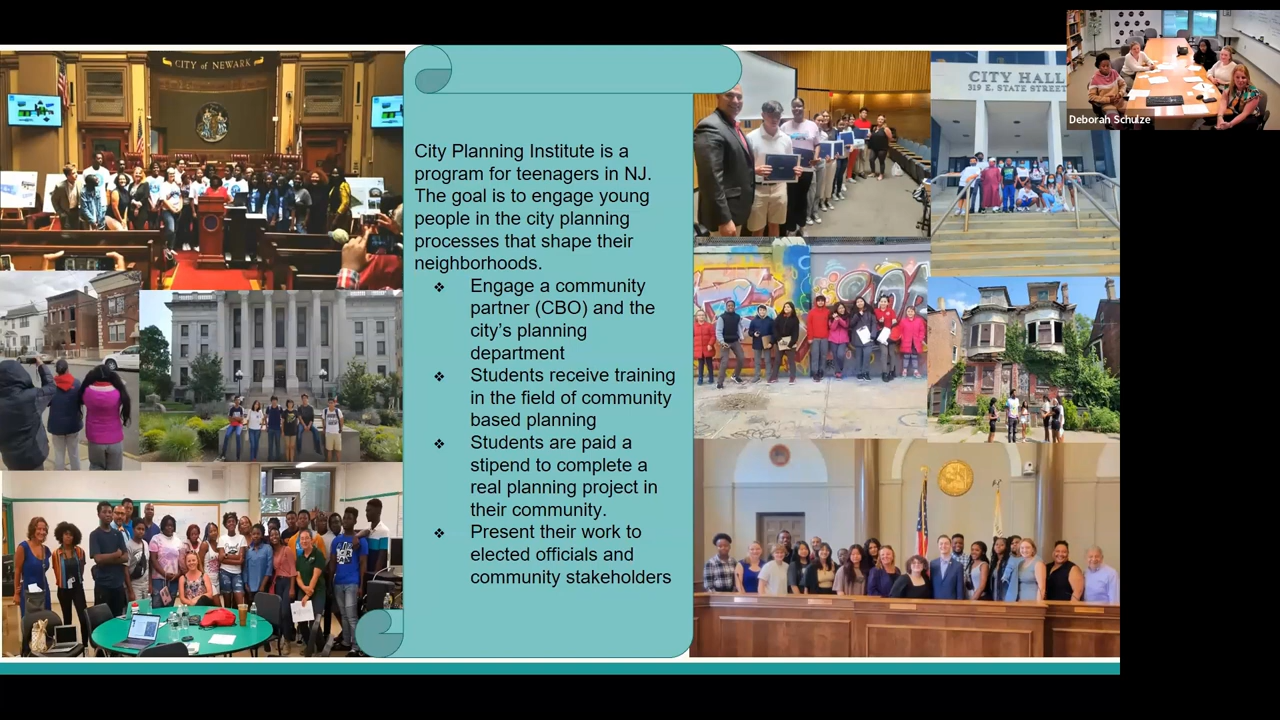 CITY of NEWARK
City Planning Institute is a
program for teenagers in NJ.
The goal is to engage young
people in the city planning
processes that shape their
neighborhoods.
❖ Engage a community
partner (CBO) and the
city's planning
department
❖ Students receive training
in the field of community
based planning
❖ Students are paid a
stipend to complete a
real planning project in
their community.
❖ Present their work to
elected officials and
community stakeholders
CITY HALL
319 E. STATE STREET
Deborah Schulze